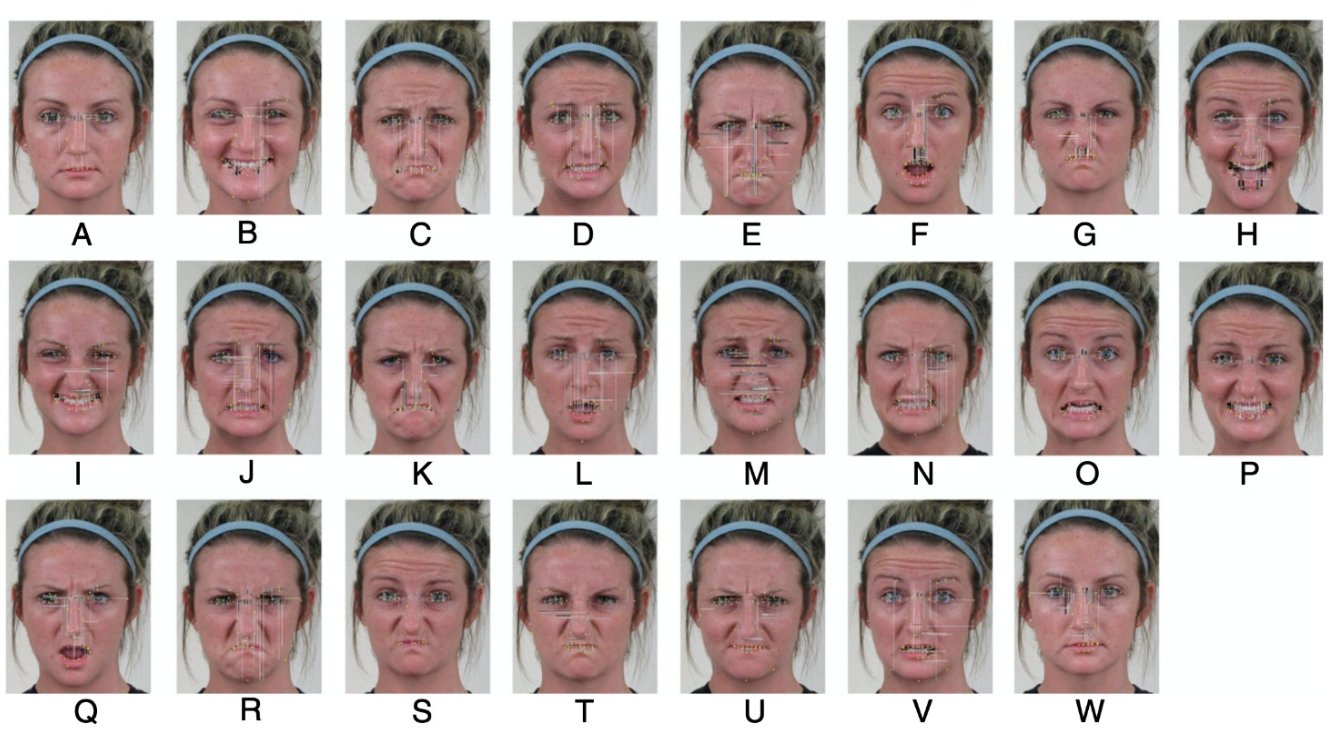 A B C D E F G H
I J K L M N O P
Q R S T U V W